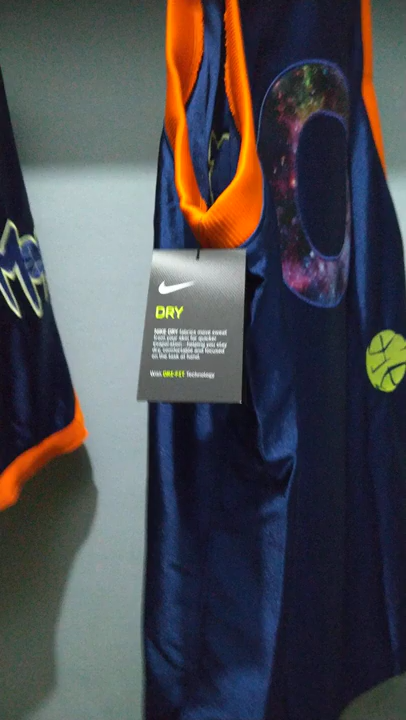 DRY
NIKE DRY fabrics move sweat
from your skin for quicker
evaporation - helping you stay
dry, comfortable and focused
on the task at hand.
With DRI-FIT Technology
0